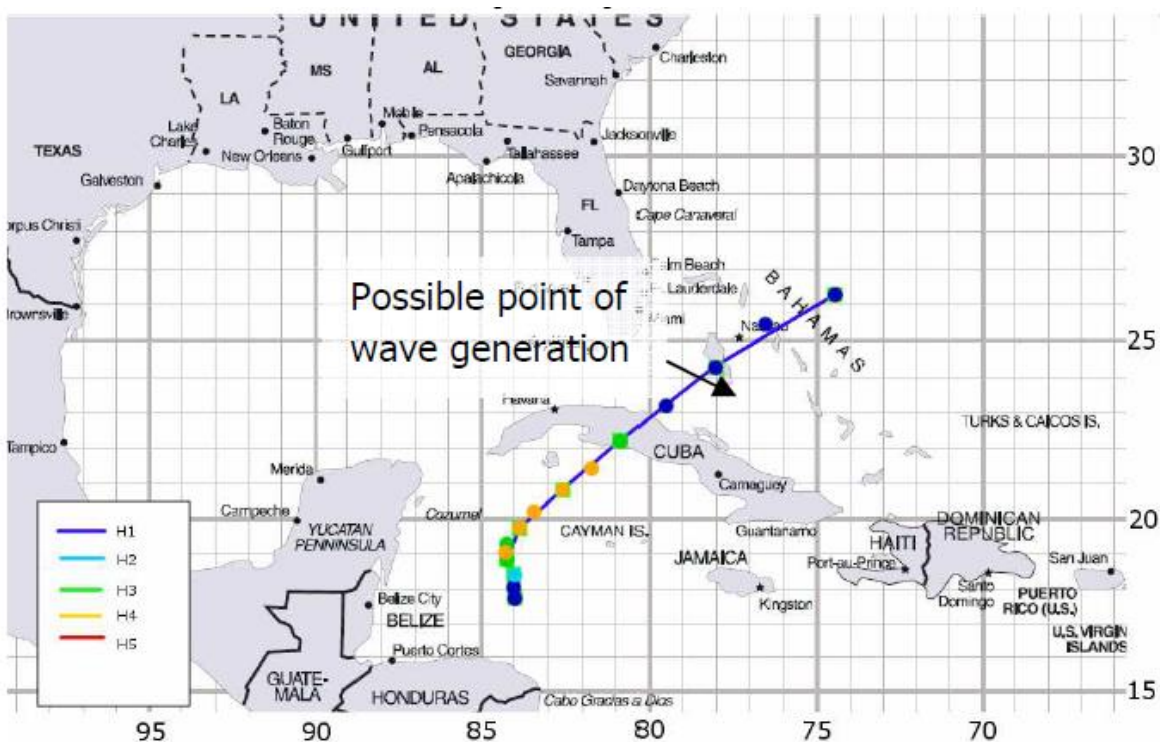 UNITED STATES
GEORGIA
Charleston
Savannah
MS
AL
LA
Mobile
Baton
Rouge
Pensacola
Jacksonville
Lake
TEXAS
New Orleans
Gulfport
Tallahassee
30
Galveston
Apalachicola
Daytona Beach
FL
Cape Canaveral
orpus Christi
Tampa
alm Beach
Lauderdale
BAHAMAS
Possible point of
wave generation
rownsville
25
Havana
TURKS & CAICOS IS.
Tampico
CUBA
Merida
Camaguey
Campeche
Cozumel
20
YUCATAN
PENNINSULA
CAYMAN IS.
Guantanamo
DOMINICAN
REPUBLIC
HAITI
JAMAICA
Port-au-Prince
San Juan
Kingston
Santo
Domingo
PUERTO
RICO (U.S.)
Belize City
BELIZE
U.S. VIRGIN
ISLANDS
Puerto Cortes
GUATE-
MALA
HONDURAS
Cabo Gracias a Dios
15
H1
H2
H3
H4
H5
95
90
85
80
75
70